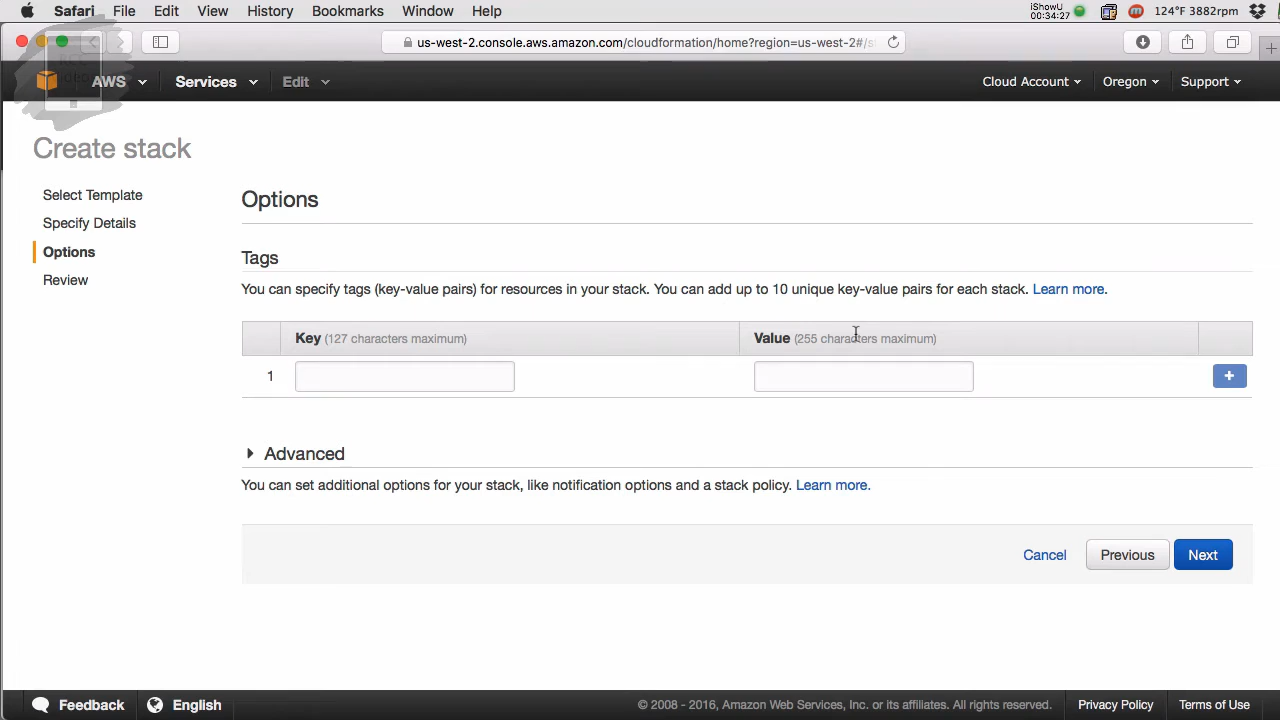 Safari File Edit View History Bookmarks Window Help iShowU 00:34:27 124°F 3882rpm
us-west-2.console.aws.amazon.com/cloudformation/home?region=us-west-2#/s
AWS Services Edit Cloud Account Oregon Support
Create stack
Select Template
Specify Details
Options
Review
Options
Tags
You can specify tags (key-value pairs) for resources in your stack. You can add up to 10 unique key-value pairs for each stack. Learn more.
Key (127 characters maximum) Value (255 characters maximum)
1 +
Advanced
You can set additional options for your stack, like notification options and a stack policy. Learn more.
Cancel Previous Next
Feedback English © 2008 - 2016, Amazon Web Services, Inc. or its affiliates. All rights reserved. Privacy Policy Terms of Use